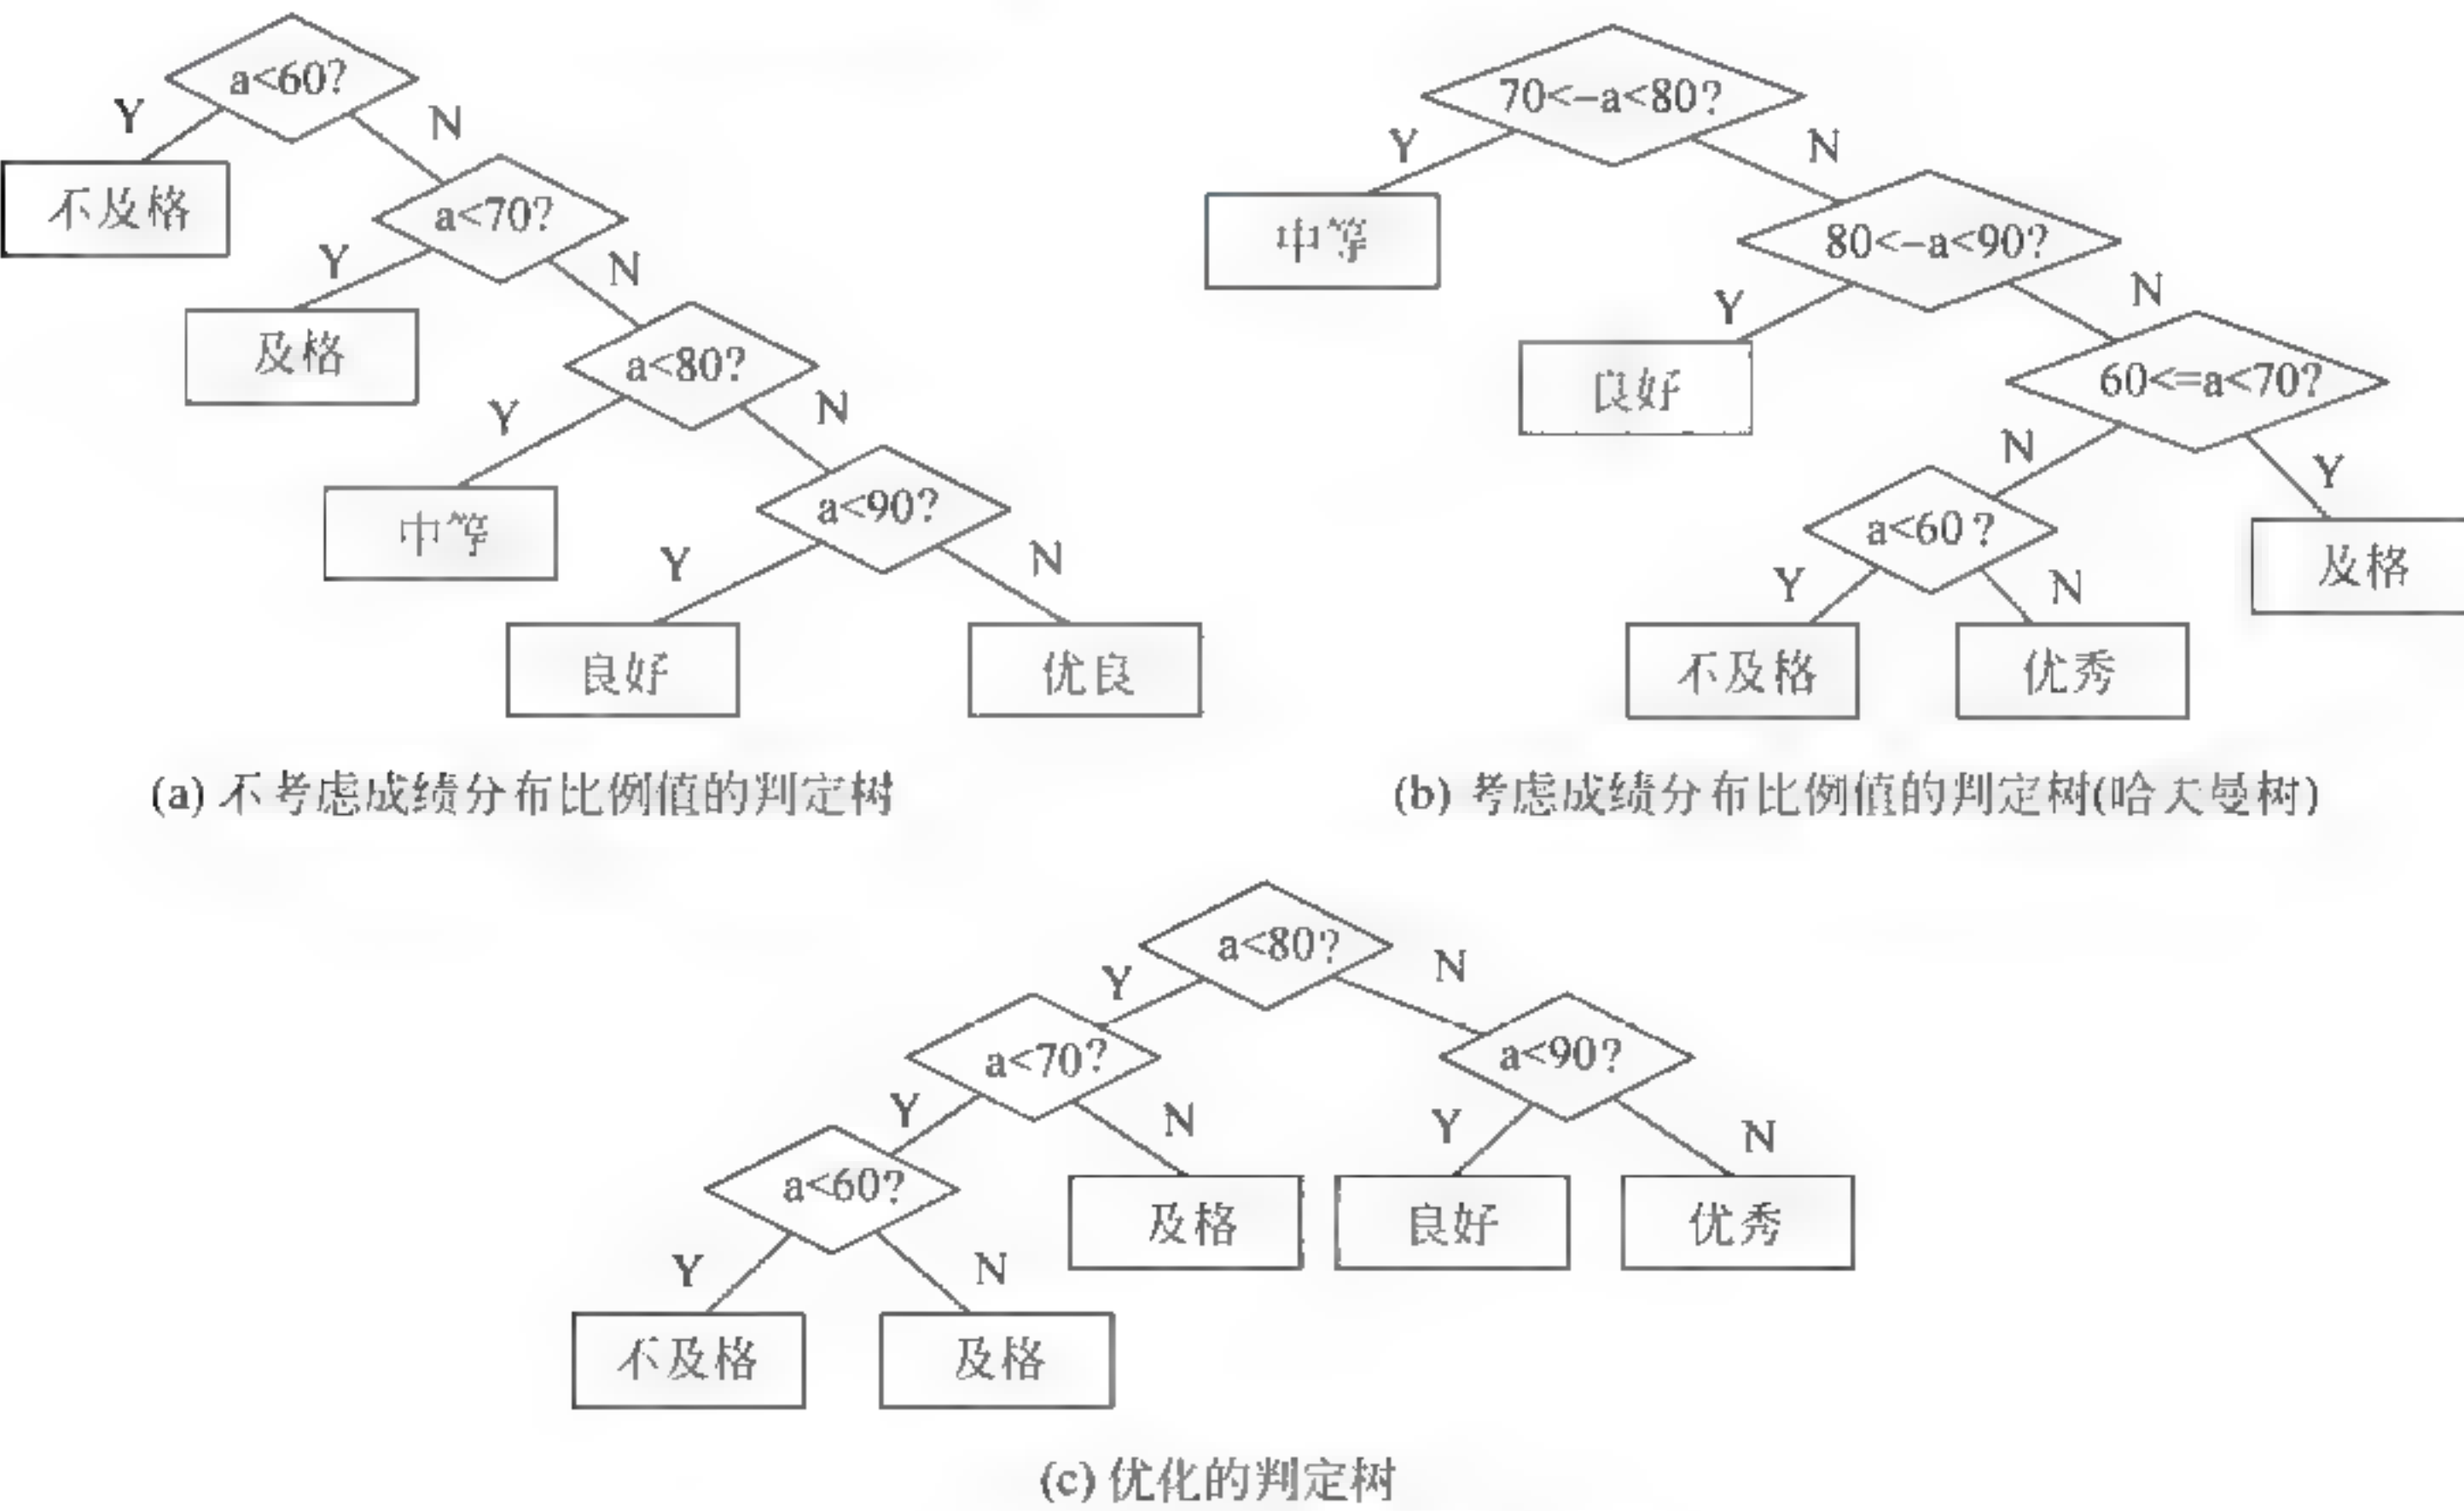 a<60?
Y
N
不及格
a<70?
Y
N
及格
a<80?
Y
N
中等
a<90?
Y
N
良好
优良
(a) 不考虑成绩分布比例值的判定树
70<-a<80?
Y
N
中等
80<-a<90?
Y
N
良好
60<=a<70?
N
Y
a<60?
及格
Y
N
不及格
优秀
(b) 考虑成绩分布比例值的判定树(哈夫曼树)
a<80?
Y
N
a<70?
a<90?
Y
N
Y
N
a<60?
及格
良好
优秀
Y
N
不及格
及格
(c) 优化的判定树